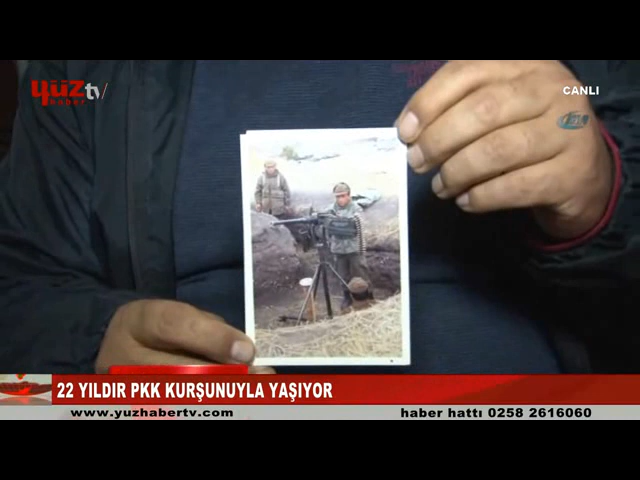 YÜZ tv
haber
CANLI
22 YILDIR PKK KURŞUNUYLA YAŞIYOR
www.yuzhabertv.com
haber hattı 0258 2616060